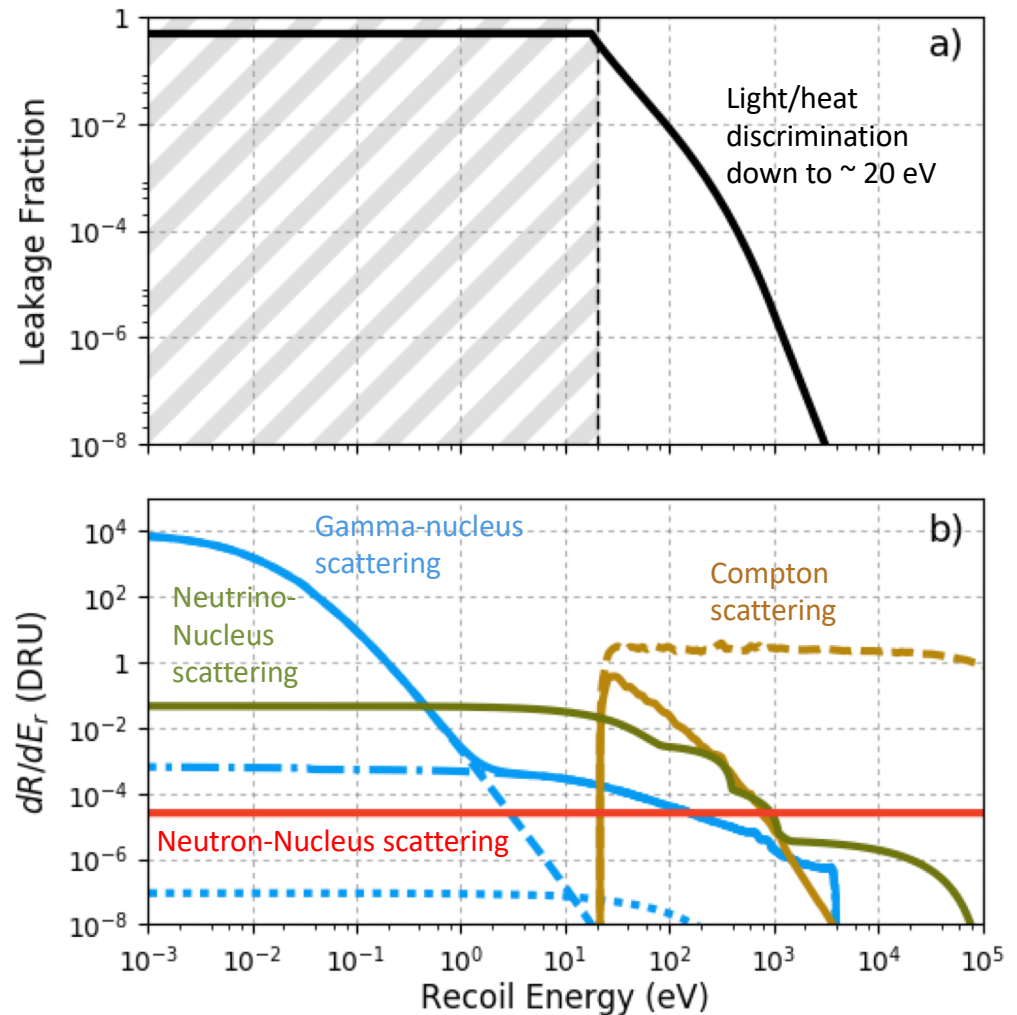 a)
Light/heat
discrimination
down to ~ 20 eV
Leakage Fraction
1
10⁻²
10⁻⁴
10⁻⁶
10⁻⁸
b)
Gamma-nucleus
scattering
Compton
scattering
Neutrino-
Nucleus
scattering
Neutron-Nucleus scattering
dR/dEᵣ (DRU)
10⁴
10²
1
10⁻²
10⁻⁴
10⁻⁶
10⁻⁸
10⁻³ 10⁻² 10⁻¹ 10⁰ 10¹ 10² 10³ 10⁴ 10⁵
Recoil Energy (eV)